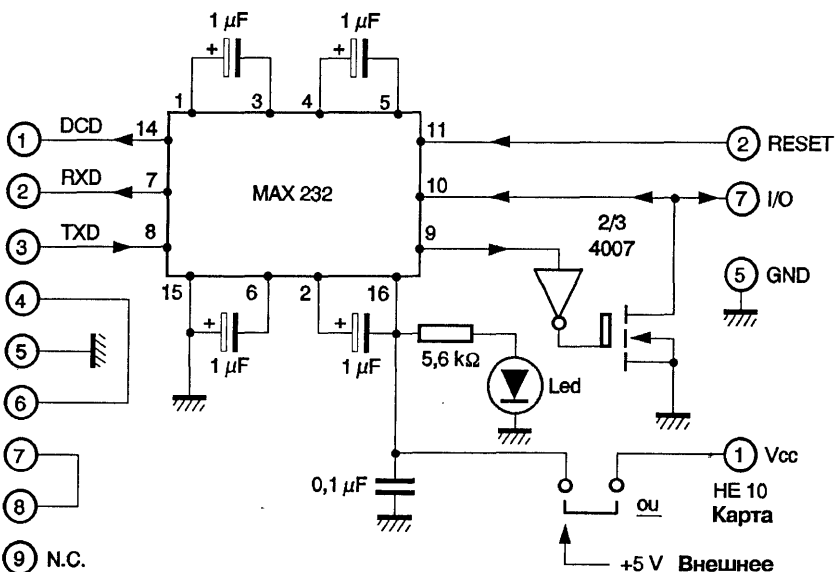 1 µF 1 µF
+ +
1 3 4 5
1 DCD 14 11 2 RESET
2 RXD 7 MAX 232 10 7 I/O
3 TXD 8 9 2/3
4007
15 6 2 16 5 GND
4 + +
5 1 µF 1 µF 5,6 kΩ Led
6
7 1 Vcc
8 0,1 µF ou HE 10
Карта
9 N.C. +5 V Внешнее